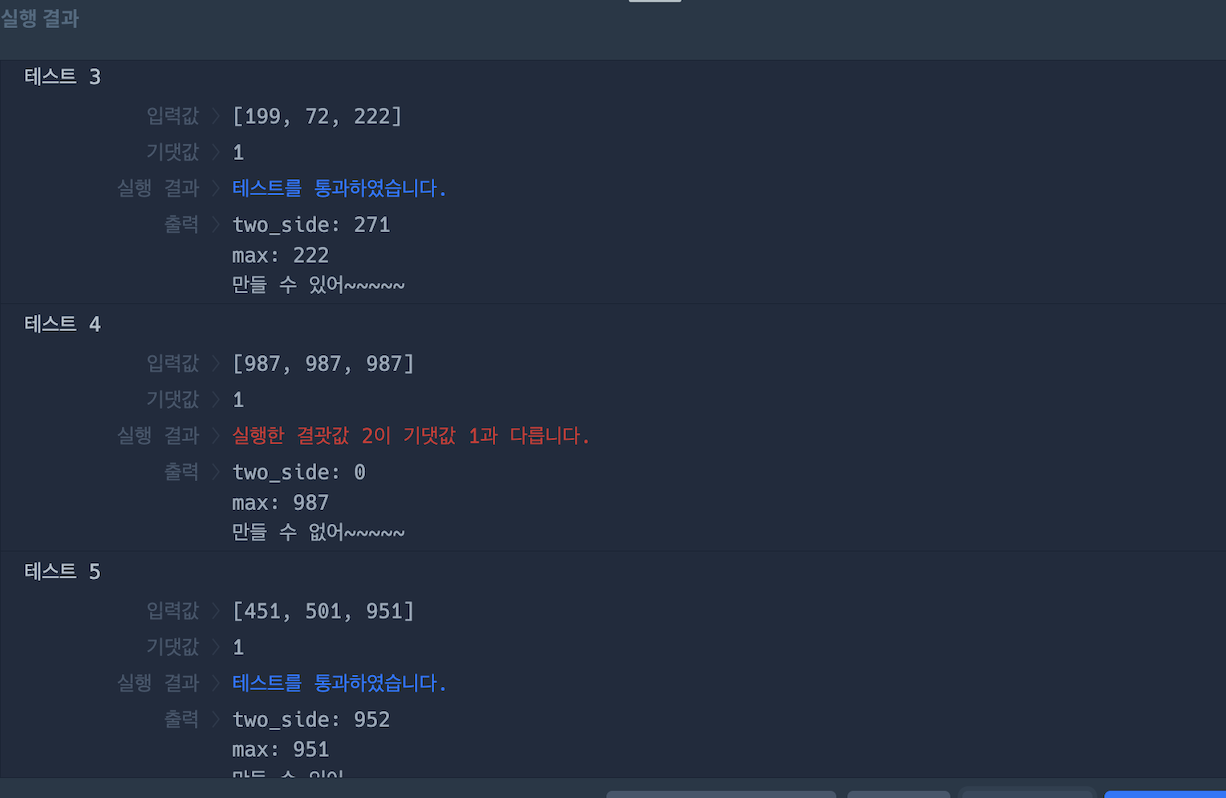 실행 결과
테스트 3
입력값 〉 [199, 72, 222]
기댓값 〉 1
실행 결과 〉 테스트를 통과하였습니다.
출력 〉 two_side: 271
max: 222
만들 수 있어~~~~~
테스트 4
입력값 〉 [987, 987, 987]
기댓값 〉 1
실행 결과 〉 실행한 결괏값 2이 기댓값 1과 다릅니다.
출력 〉 two_side: 0
max: 987
만들 수 없어~~~~~
테스트 5
입력값 〉 [451, 501, 951]
기댓값 〉 1
실행 결과 〉 테스트를 통과하였습니다.
출력 〉 two_side: 952
max: 951